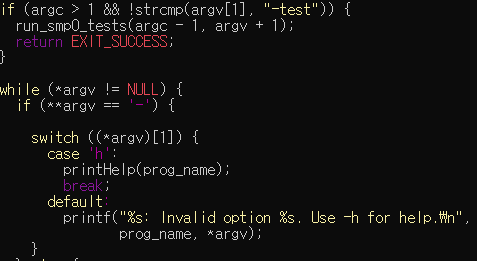 if (argc > 1 && !strcmp(argv[1], "-test")) {
run_smp0_tests(argc - 1, argv + 1);
return EXIT_SUCCESS;
}
while (*argv != NULL) {
if (**argv == '-') {
switch ((*argv)[1]) {
case 'h':
printHelp(prog_name);
break;
default:
printf("%s: Invalid option %s. Use -h for help.₩n",
prog_name, *argv);
}